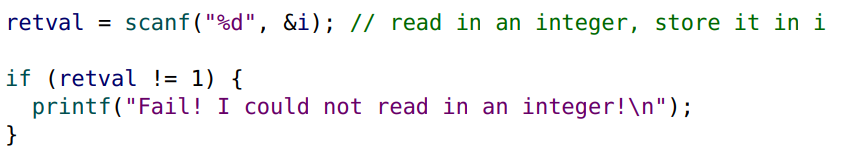 retval = scanf("%d", &i); // read in an integer, store it in i
if (retval != 1) {
  printf("Fail! I could not read in an integer!\n");
}